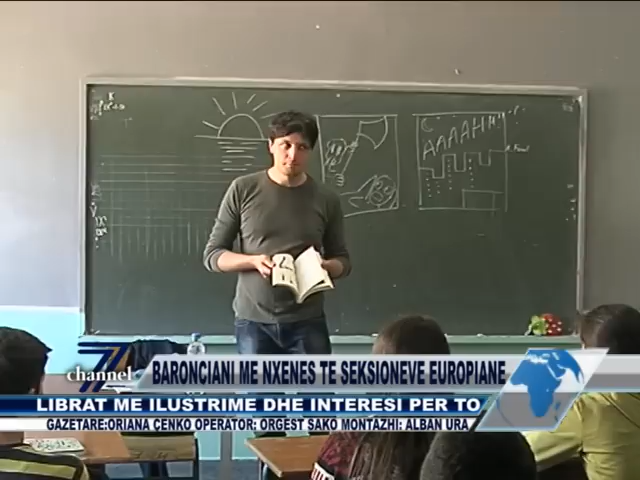 AAAAHH
channel
BARONCIANI ME NXENES TE SEKSIONEVE EUROPIANE
LIBRAT ME ILUSTRIME DHE INTERESI PER TO
GAZETARE:ORIANA CENKO OPERATOR: ORGEST SAKO MONTAZHI: ALBAN URA